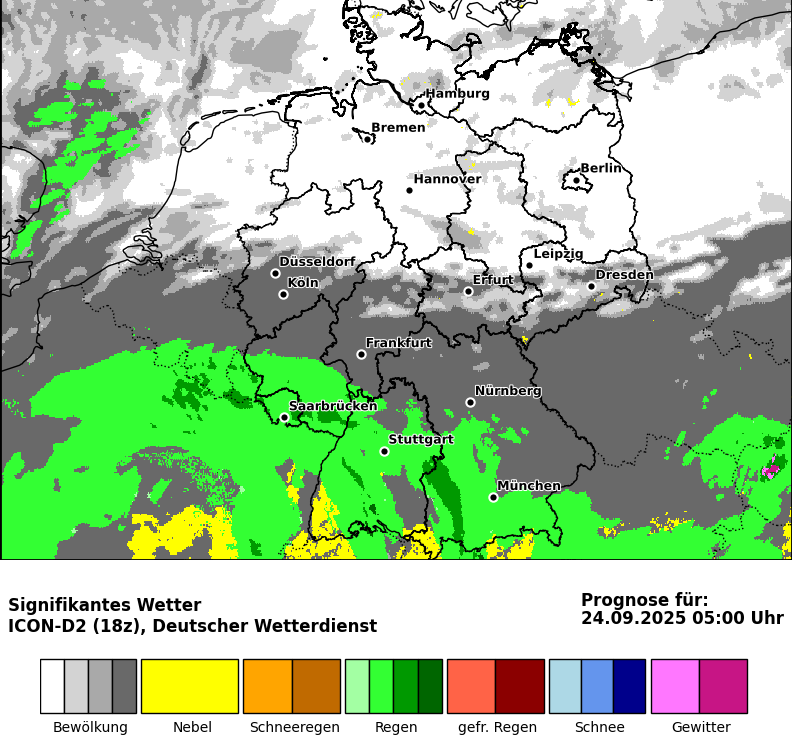 Hamburg
Bremen
Berlin
Hannover
Leipzig
Düsseldorf
Dresden
Erfurt
Köln
Frankfurt
Nürnberg
Saarbrücken
Stuttgart
München
Signifikantes Wetter
ICON-D2 (18z), Deutscher Wetterdienst
Prognose für:
24.09.2025 05:00 Uhr
Bewölkung Nebel Schneeregen Regen gefr. Regen Schnee Gewitter